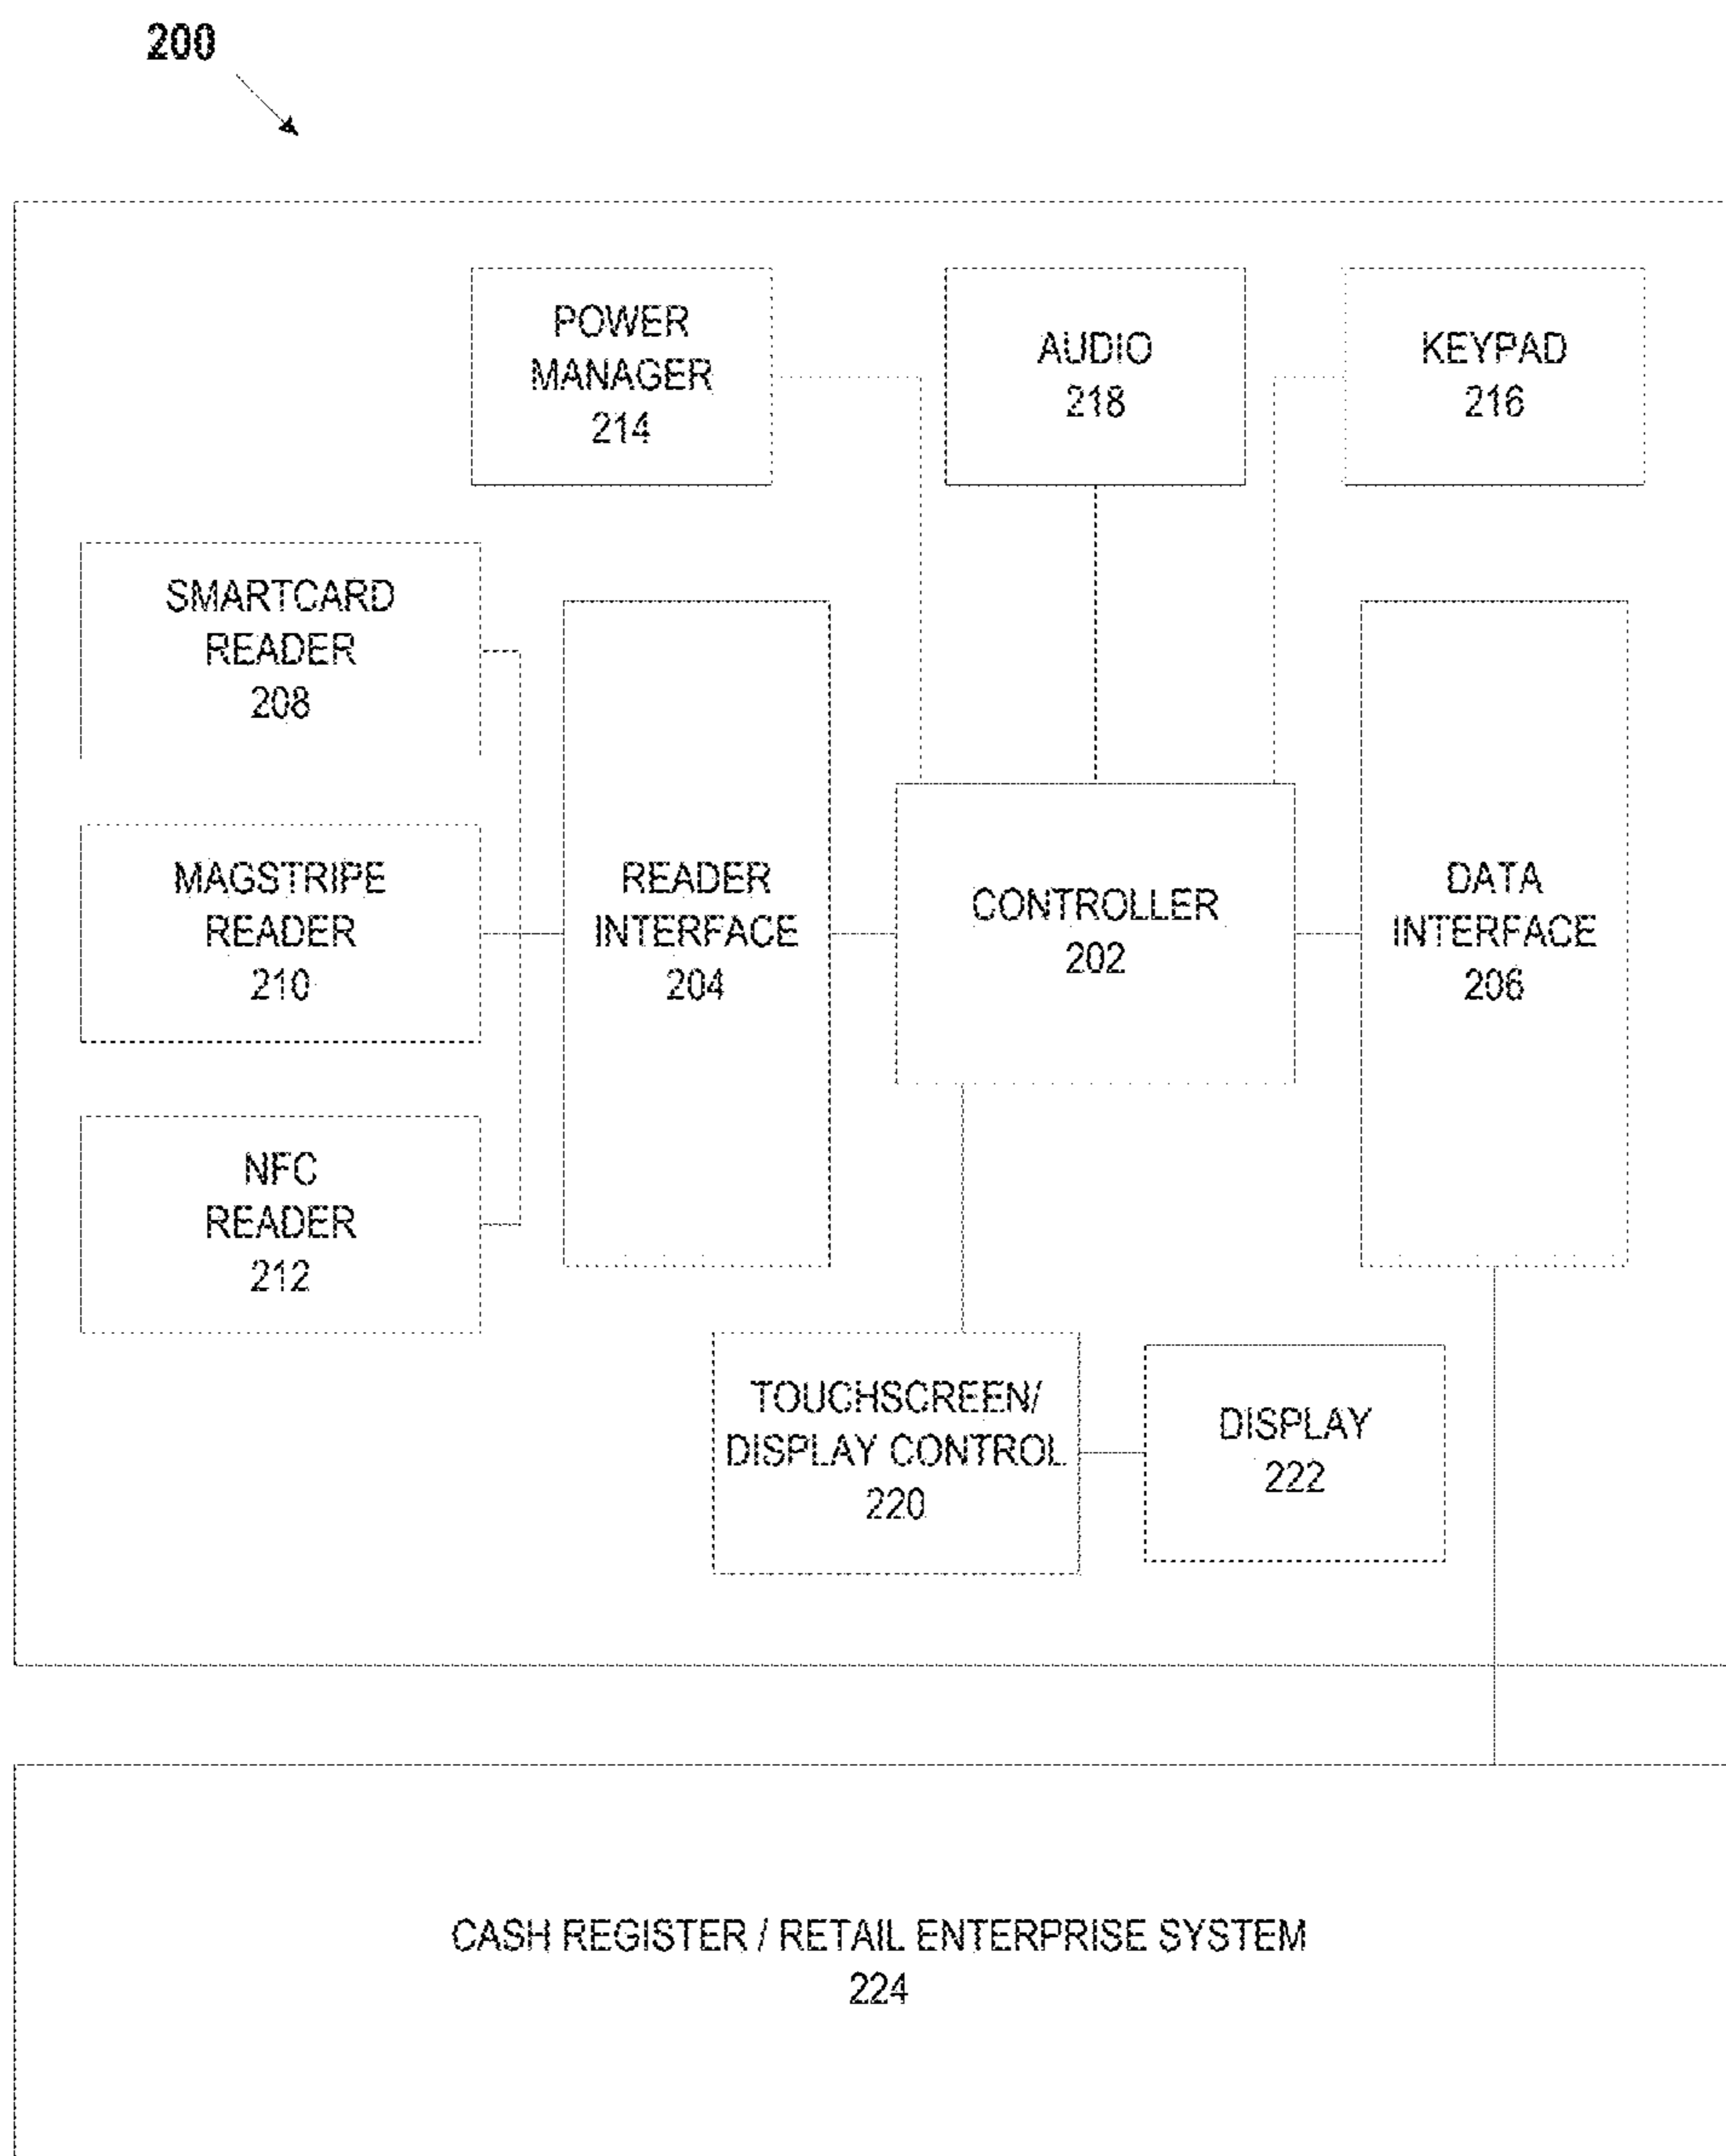 200
POWER
MANAGER
214
AUDIO
218
KEYPAD
216
SMARTCARD
READER
208
MAGSTRIPE
READER
210
NFC
READER
212
READER
INTERFACE
204
CONTROLLER
202
DATA
INTERFACE
206
TOUCHSCREEN/
DISPLAY CONTROL
220
DISPLAY
222
CASH REGISTER / RETAIL ENTERPRISE SYSTEM
224